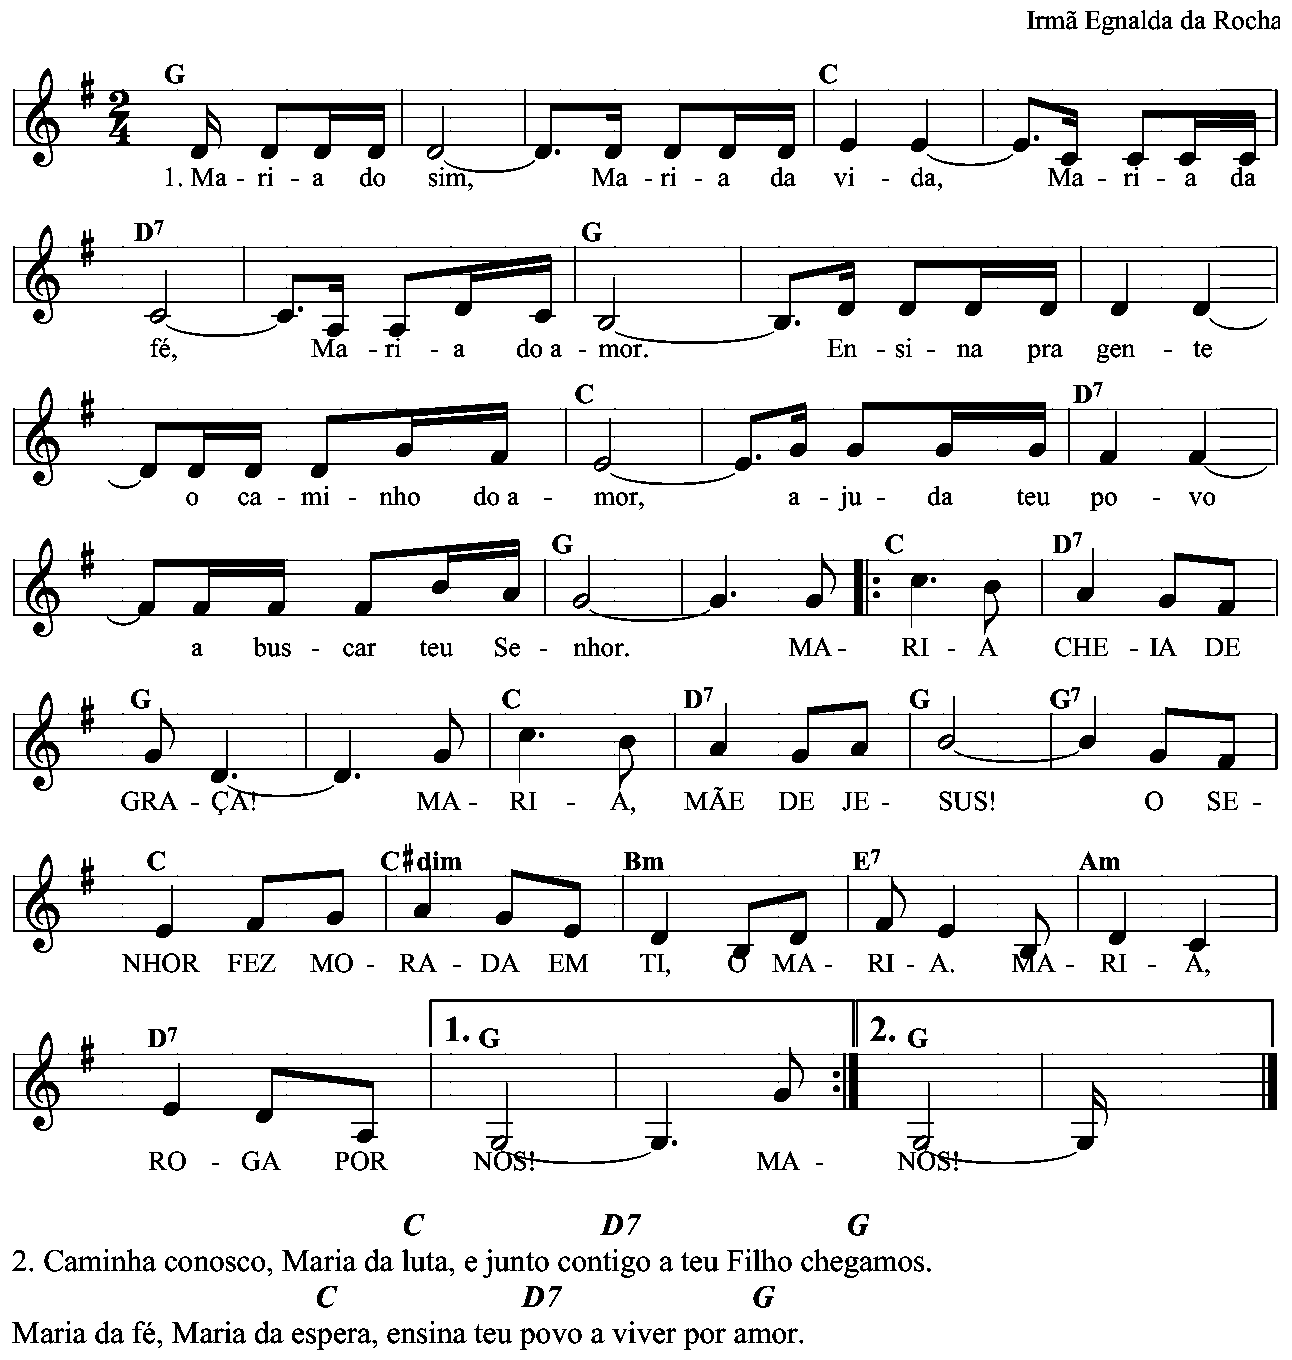 Irmã Egnalda da Rocha
G C
2 4
1. Ma - ri - a do sim, Ma - ri - a da vi - da, Ma - ri - a da
D7 G
fé, Ma - ri - a do a - mor. En - si - na pra gen - te
C D7
o ca - mi - nho do a - mor, a - ju - da teu po - vo
G C D7
a bus - car teu Se - nhor. MA - RI - A CHE - IA DE
G C D7 G G7
GRA - ÇA! MA - RI - A, MÃE DE JE - SUS! O SE -
C C#dim Bm E7 Am
NHOR FEZ MO - RA - DA EM TI, Ó MA - RI - A. MA - RI - A,
D7 1. G 2. G
RO - GA POR NÓS! MA - NÓS!
C D7 G
2. Caminha conosco, Maria da luta, e junto contigo a teu Filho chegamos.
C D7 G
Maria da fé, Maria da espera, ensina teu povo a viver por amor.